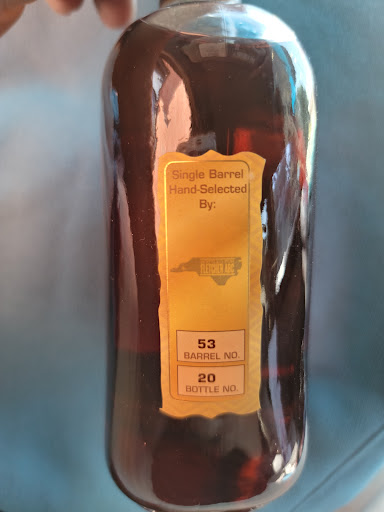 Single Barrel
Hand-Selected
By:
53
BARREL NO.
20
BOTTLE NO.